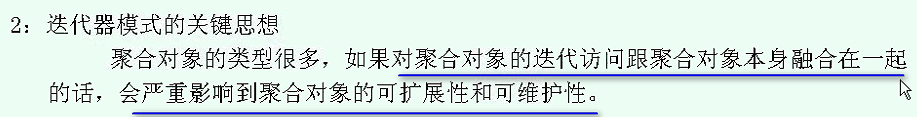 2：迭代器模式的关键思想
聚合对象的类型很多，如果对聚合对象的迭代访问跟聚合对象本身融合在一起
的话，会严重影响到聚合对象的可扩展性和可维护性。